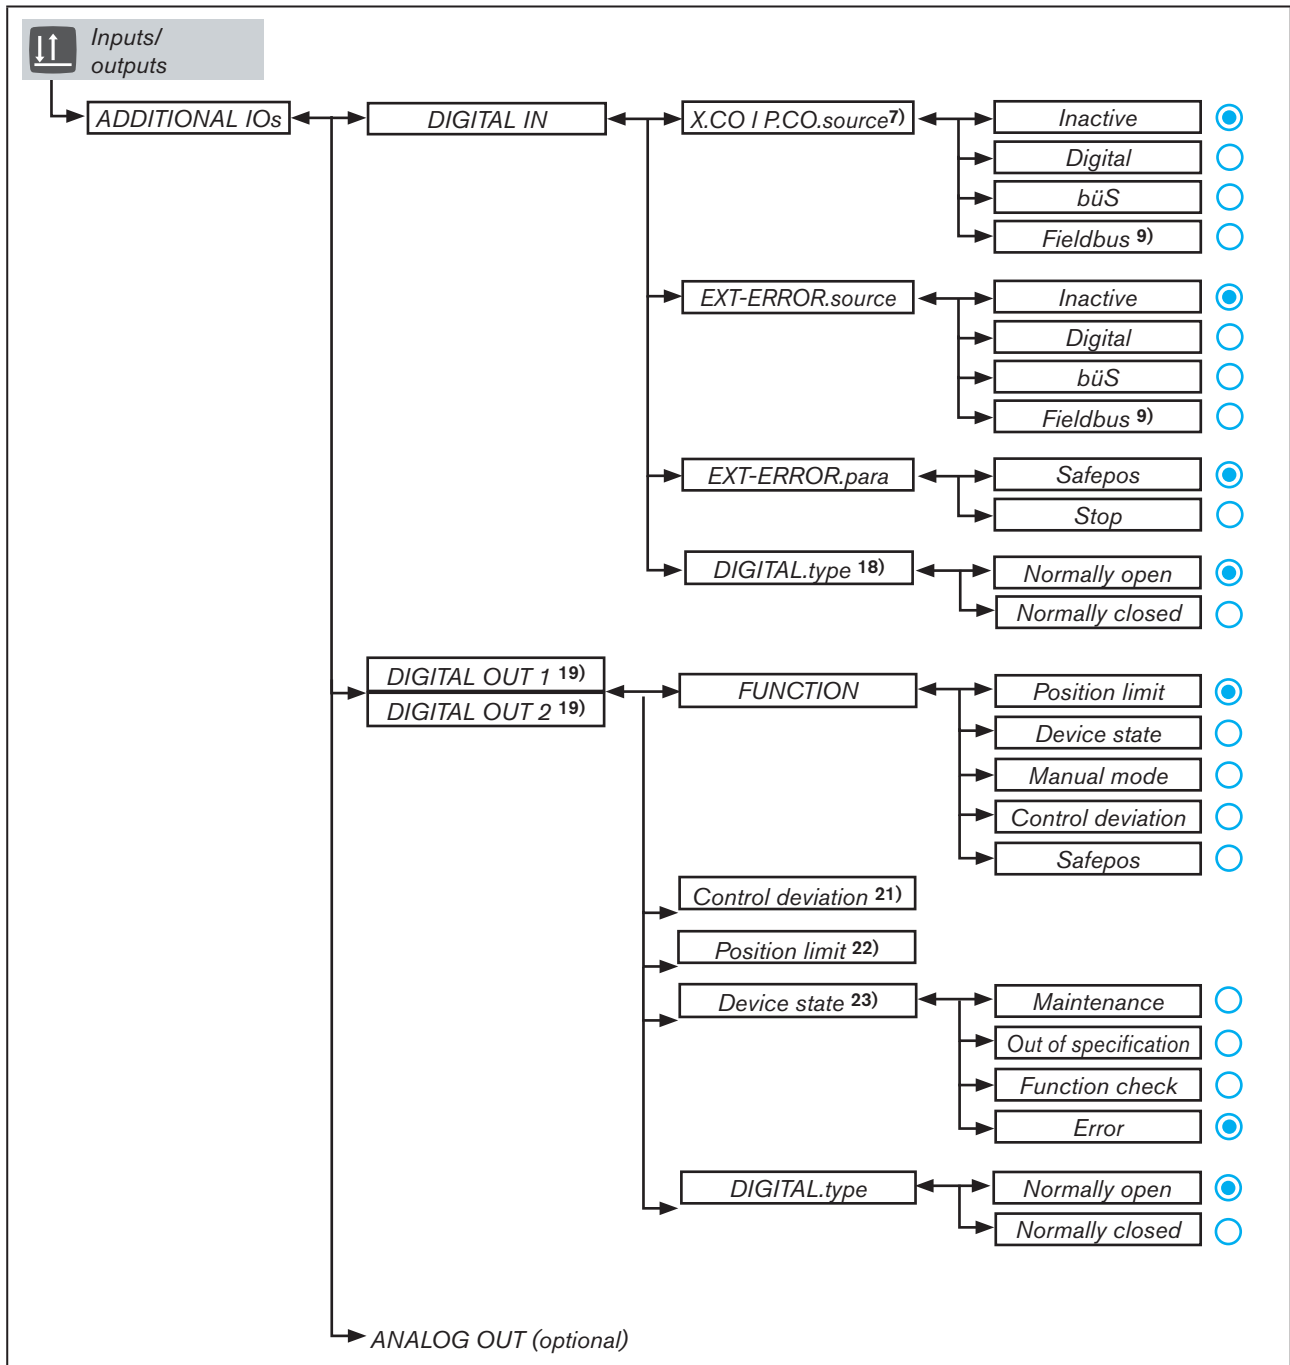 Inputs/
outputs
ADDITIONAL IOs
DIGITAL IN
X.CO I P.CO.source7)
Inactive
Digital
büS
Fieldbus 9)
EXT-ERROR.source
Inactive
Digital
büS
Fieldbus 9)
EXT-ERROR.para
Safepos
Stop
DIGITAL.type 18)
Normally open
Normally closed
DIGITAL OUT 1 19)
DIGITAL OUT 2 19)
FUNCTION
Position limit
Device state
Manual mode
Control deviation
Safepos
Control deviation 21)
Position limit 22)
Device state 23)
Maintenance
Out of specification
Function check
Error
DIGITAL.type
Normally open
Normally closed
ANALOG OUT (optional)